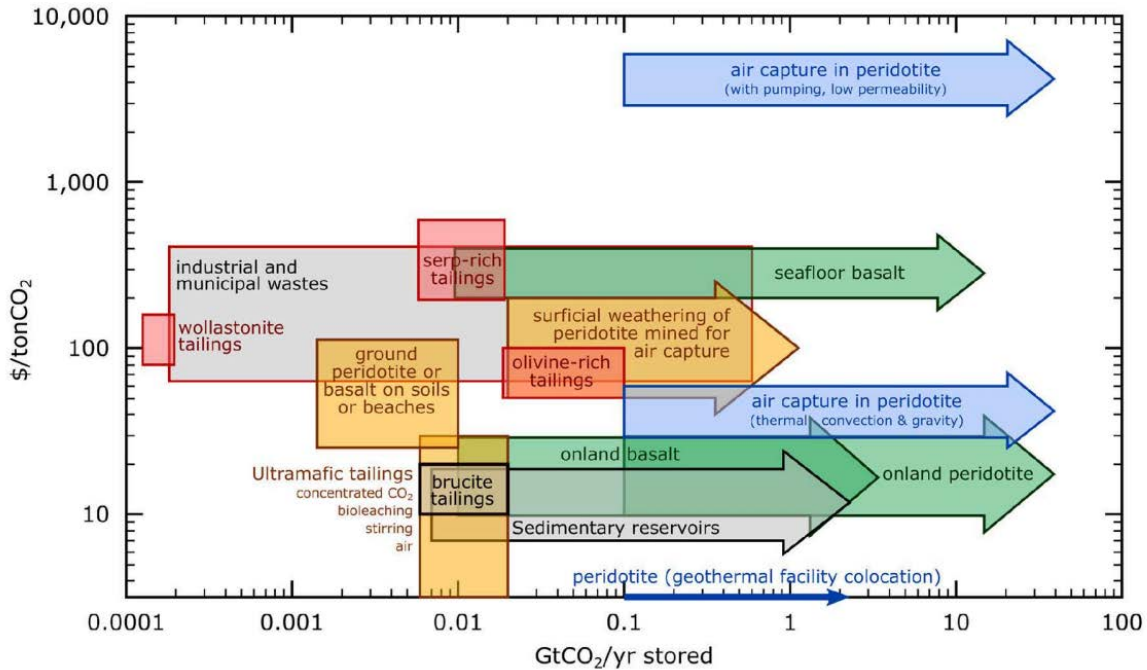 10,000
1,000
100
10
$/tonCO₂
air capture in peridotite
(with pumping, low permeability)
serp-rich
tailings
industrial and
municipal wastes
seafloor basalt
wollastonite
tailings
surficial weathering of
peridotite mined for
air capture
ground
peridotite or
basalt on soils
or beaches
olivine-rich
tailings
air capture in peridotite
(thermal convection & gravity)
onland basalt
onland peridotite
Ultramafic tailings
concentrated CO₂
bioleaching
stirring
air
brucite
tailings
Sedimentary reservoirs
peridotite (geothermal facility colocation)
0.0001
0.001
0.01
0.1
1
10
100
GtCO₂/yr stored